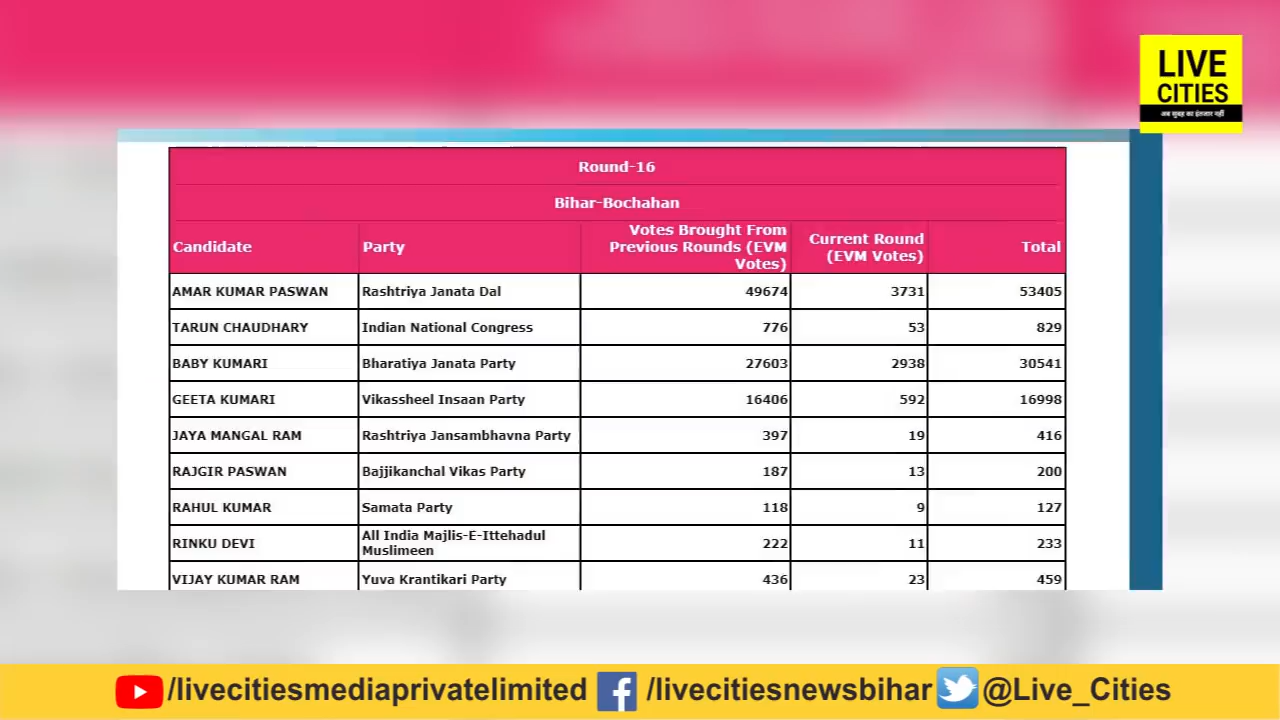 LIVE
CITIES
अब सुबह का इंतजार नहीं
Round-16
Bihar-Bochahan
Candidate Party Votes Brought From Previous Rounds (EVM Votes) Current Round (EVM Votes) Total
AMAR KUMAR PASWAN Rashtriya Janata Dal 49674 3731 53405
TARUN CHAUDHARY Indian National Congress 776 53 829
BABY KUMARI Bharatiya Janata Party 27603 2938 30541
GEETA KUMARI Vikassheel Insaan Party 16406 592 16998
JAYA MANGAL RAM Rashtriya Jansambhavna Party 397 19 416
RAJGIR PASWAN Bajjikanchal Vikas Party 187 13 200
RAHUL KUMAR Samata Party 118 9 127
RINKU DEVI All India Majlis-E-Ittehadul Muslimeen 222 11 233
VIJAY KUMAR RAM Yuva Krantikari Party 436 23 459
/livecitiesmediaprivatelimited /livecitiesnewsbihar @Live_Cities